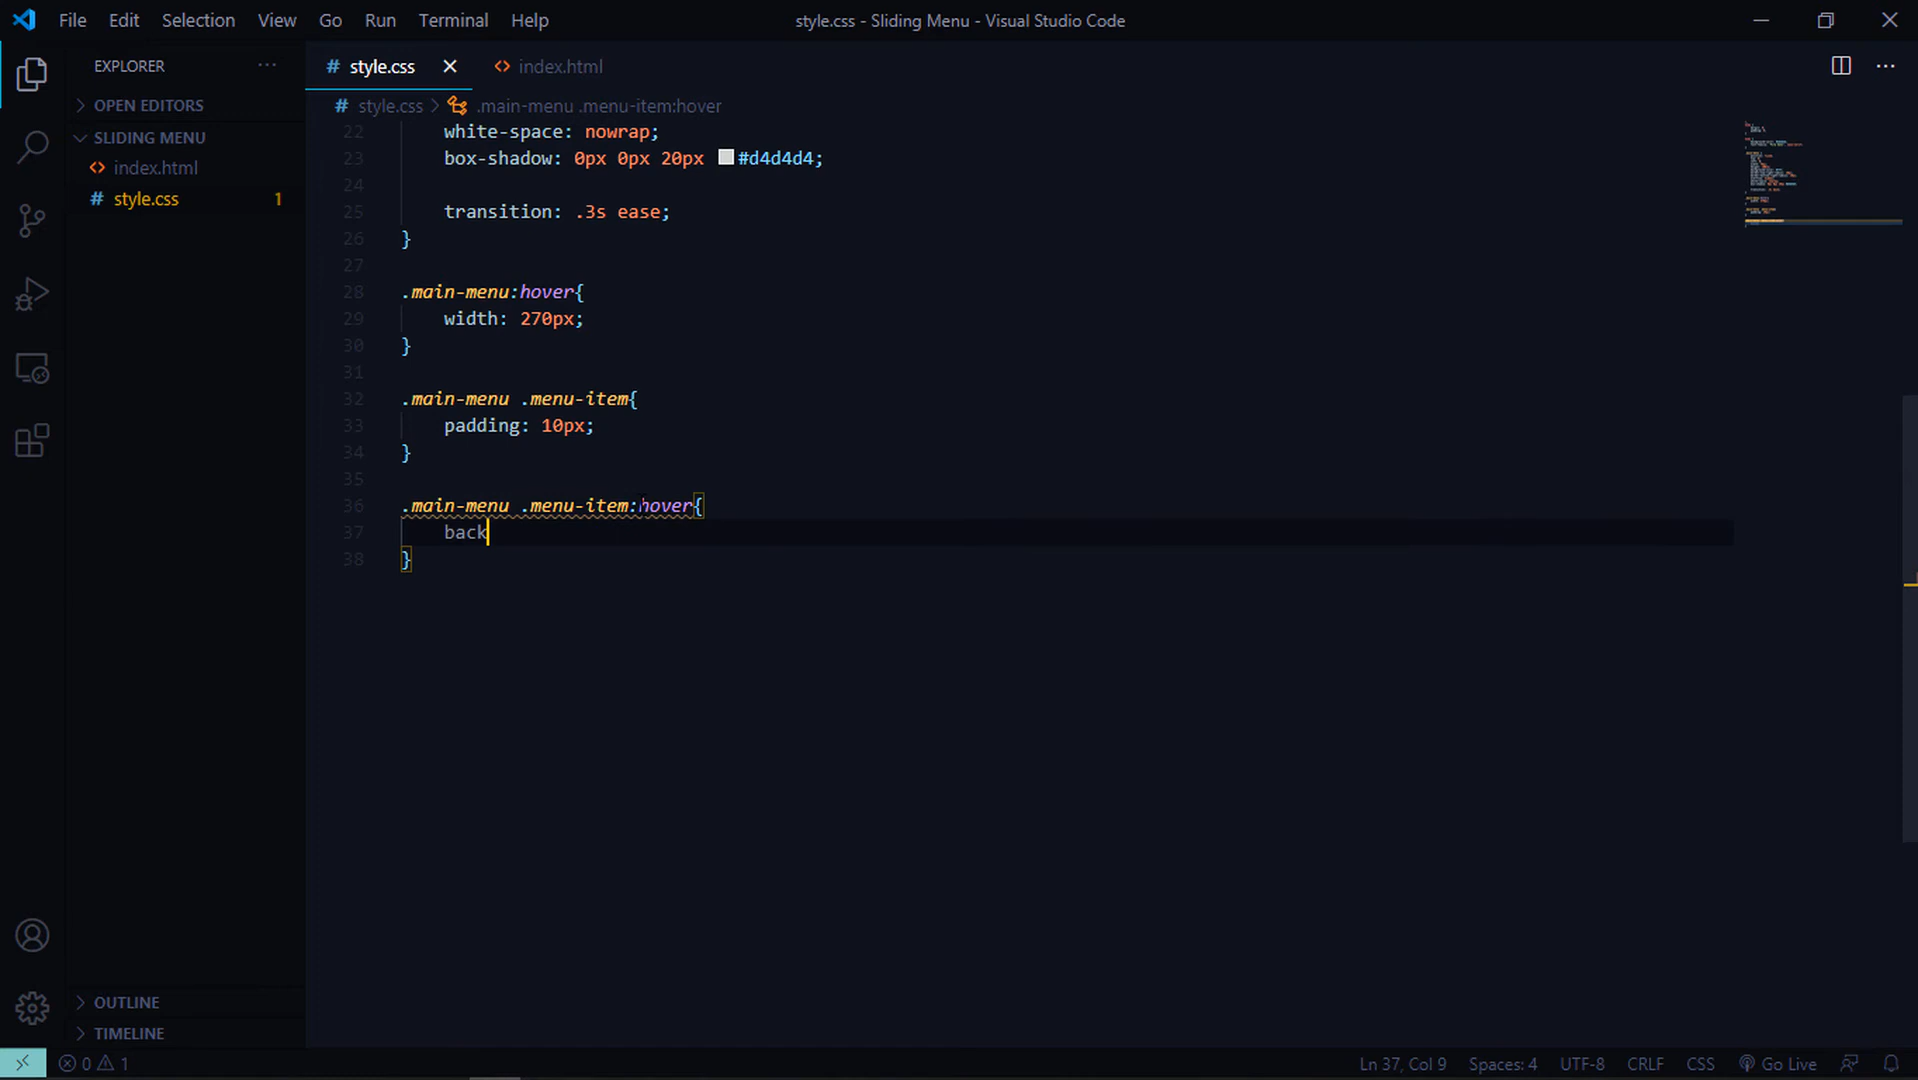 File Edit Selection View Go Run Terminal Help
style.css - Sliding Menu - Visual Studio Code
EXPLORER ···
# style.css × <> index.html ···
OPEN EDITORS
# style.css > .main-menu .menu-item:hover
SLIDING MENU
<> index.html
# style.css 1
22 white-space: nowrap;
23 box-shadow: 0px 0px 20px #d4d4d4;
24
25 transition: .3s ease;
26 }
27
28 .main-menu:hover{
29 width: 270px;
30 }
31
32 .main-menu .menu-item{
33 padding: 10px;
34 }
35
36 .main-menu .menu-item:hover{
37 back
38 }
OUTLINE
TIMELINE
0 1
Ln 37, Col 9 Spaces: 4 UTF-8 CRLF CSS Go Live